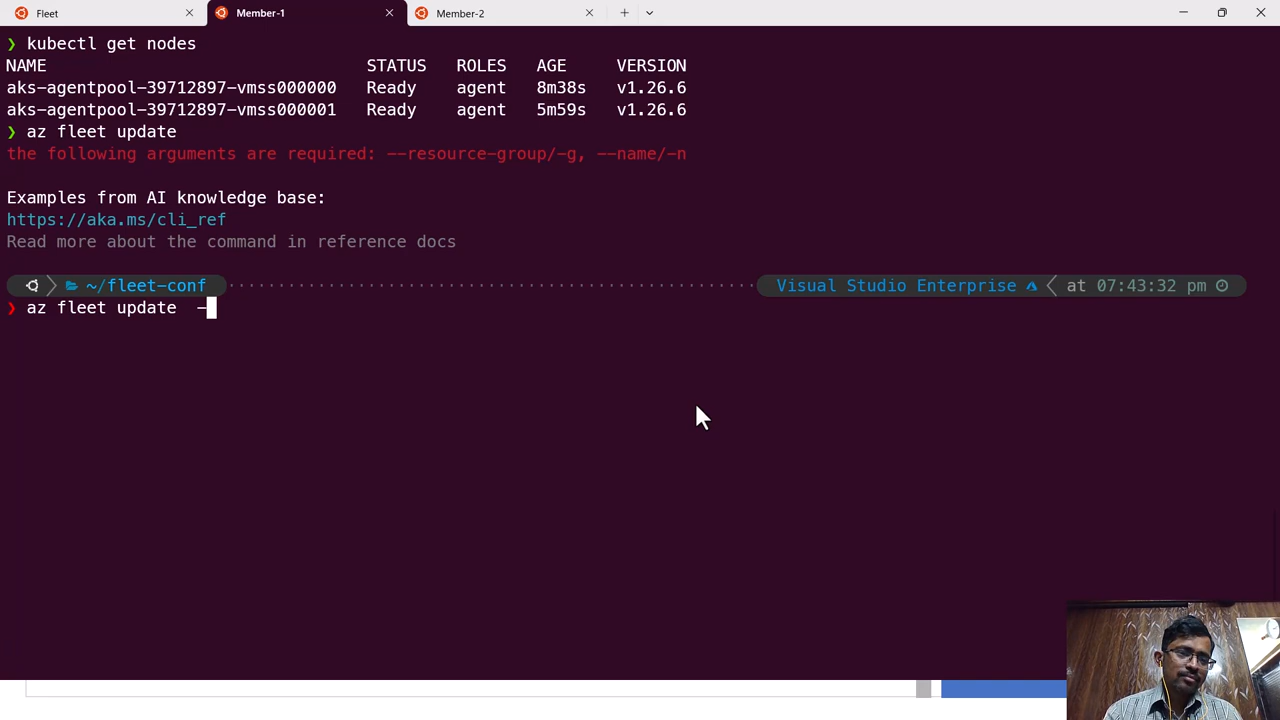 Fleet
Member-1
Member-2
❯ kubectl get nodes
NAME STATUS ROLES AGE VERSION
aks-agentpool-39712897-vmss000000 Ready agent 8m38s v1.26.6
aks-agentpool-39712897-vmss000001 Ready agent 5m59s v1.26.6
❯ az fleet update
the following arguments are required: --resource-group/-g, --name/-n
Examples from AI knowledge base:
https://aka.ms/cli_ref
Read more about the command in reference docs
~/fleet-conf Visual Studio Enterprise at 07:43:32 pm
❯ az fleet update -